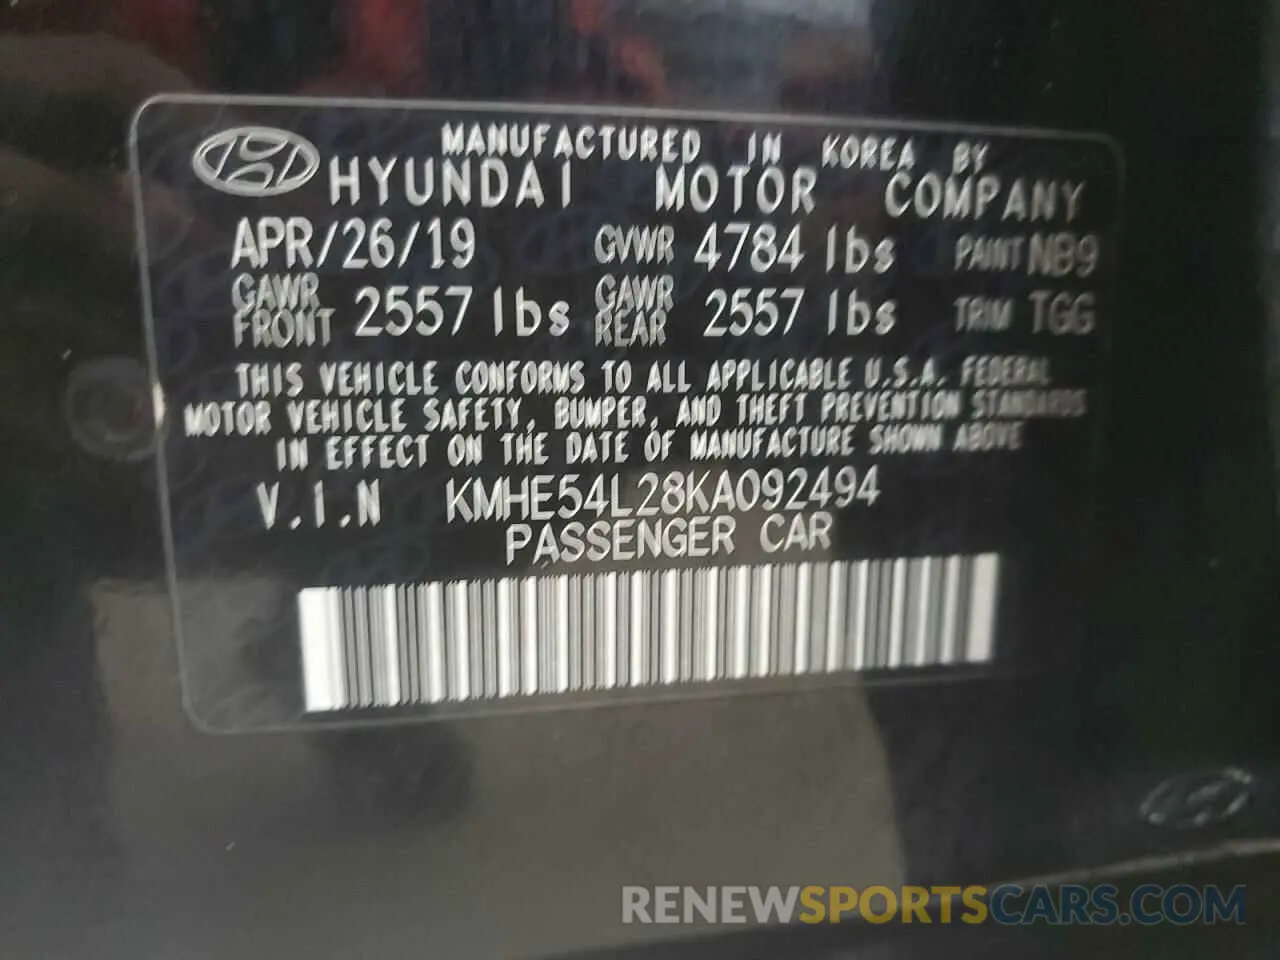 MANUFACTURED IN KOREA BY
HYUNDAI MOTOR COMPANY
APR/26/19 GVWR 4784 lbs PAINT NB9
GAWR FRONT 2557 lbs GAWR REAR 2557 lbs TRIM TGG
THIS VEHICLE CONFORMS TO ALL APPLICABLE U.S.A. FEDERAL
MOTOR VEHICLE SAFETY, BUMPER, AND THEFT PREVENTION STANDARDS
IN EFFECT ON THE DATE OF MANUFACTURE SHOWN ABOVE
V.I.N KMHE54L28KA092494
PASSENGER CAR
RENEWSPORTSCARS.COM